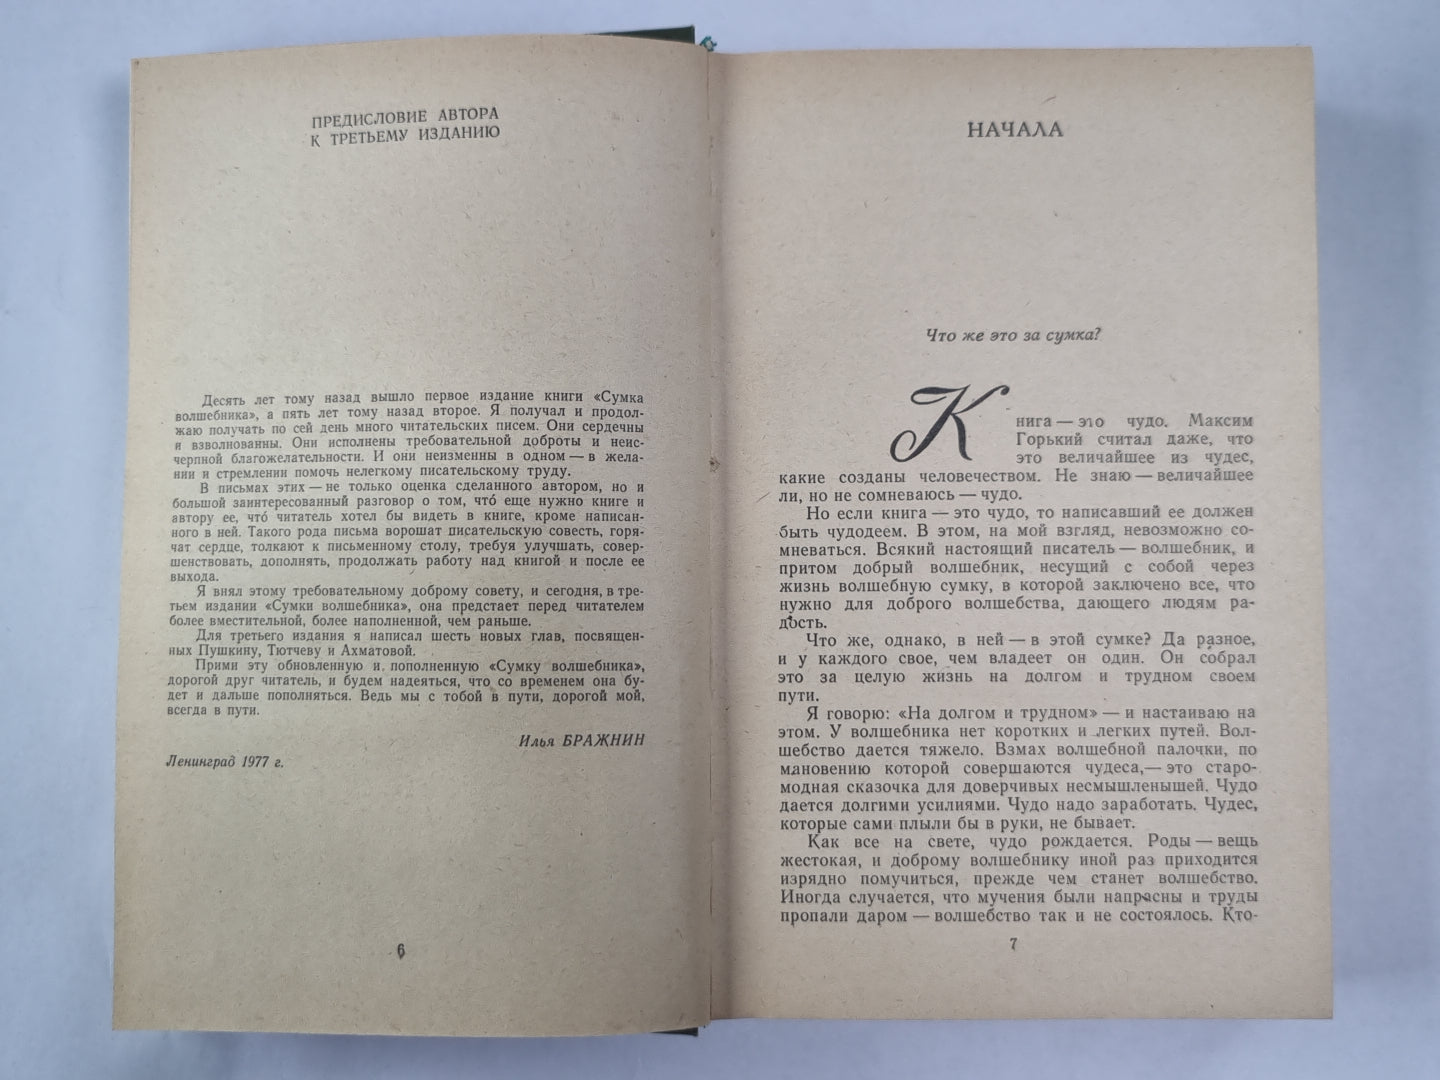 ПРЕДИСЛОВИЕ АВТОРА
К ТРЕТЬЕМУ ИЗДАНИЮ
Десять лет тому назад вышло первое издание книги «Сумка
волшебника», а пять лет тому назад второе. Я получал и продол-
жаю получать по сей день много читательских писем. Они сердечны
и взволнованны. Они исполнены требовательной доброты и неис-
черпной благожелательности. И они неизменны в одном — в жела-
нии и стремлении помочь нелегкому писательскому труду.
В письмах этих — не только оценка сделанного автором, но и
большой заинтересованный разговор о том, что́ еще нужно книге и
автору ее, что́ читатель хотел бы видеть в книге, кроме написан-
ного в ней. Такого рода письма ворошат писательскую совесть, горя-
чат сердце, толкают к письменному столу, требуя улучшать, совер-
шенствовать, дополнять, продолжать работу над книгой и после ее
выхода.
Я внял этому требовательному доброму совету, и сегодня, в тре-
тьем издании «Сумки волшебника», она предстает перед читателем
более вместительной, более наполненной, чем раньше.
Для третьего издания я написал шесть новых глав, посвящен-
ных Пушкину, Тютчеву и Ахматовой.
Прими эту обновленную и пополненную «Сумку волшебника»,
дорогой друг читатель, и будем надеяться, что со временем она бу-
дет и дальше пополняться. Ведь мы с тобой в пути, дорогой мой,
всегда в пути.
Илья БРАЖНИН
Ленинград 1977 г.
6
НАЧАЛА
Что же это за сумка?
Книга — это чудо. Максим
Горький считал даже, что
это величайшее из чудес,
какие созданы человечеством. Не знаю — величайшее
ли, но не сомневаюсь — чудо.
Но если книга — это чудо, то написавший ее должен
быть чудодеем. В этом, на мой взгляд, невозможно со-
мневаться. Всякий настоящий писатель — волшебник, и
притом добрый волшебник, несущий с собой через
жизнь волшебную сумку, в которой заключено все, что
нужно для доброго волшебства, дающего людям ра-
дость.
Что же, однако, в ней — в этой сумке? Да разное,
и у каждого свое, чем владеет он один. Он собрал
это за целую жизнь на долгом и трудном своем
пути.
Я говорю: «На долгом и трудном» — и настаиваю на
этом. У волшебника нет коротких и легких путей. Вол-
шебство дается тяжело. Взмах волшебной палочки, по
мановению которой совершаются чудеса,— это старо-
модная сказочка для доверчивых несмышленышей. Чудо
дается долгими усилиями. Чудо надо заработать. Чудес,
которые сами плыли бы в руки, не бывает.
Как все на свете, чудо рождается. Роды — вещь
жестокая, и доброму волшебнику иной раз приходится
изрядно помучиться, прежде чем станет волшебство.
Иногда случается, что мучения были напрасны и труды
пропали даром — волшебство так и не состоялось. Кто-
7